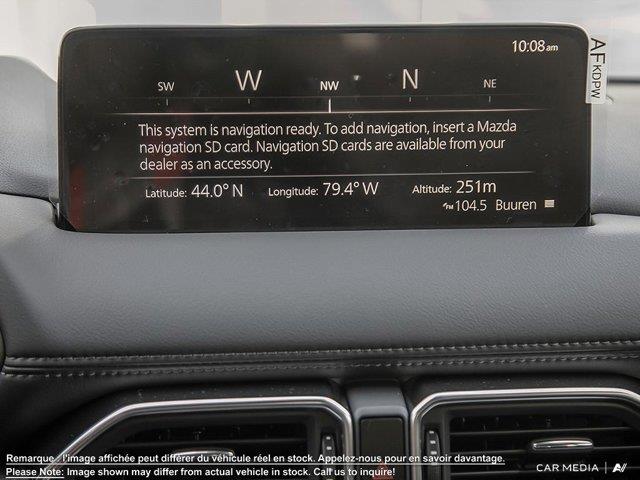 10:08am
AF
KDPW
SW W NW N NE
This system is navigation ready. To add navigation, insert a Mazda
navigation SD card. Navigation SD cards are available from your
dealer as an accessory.
Latitude: 44.0° N Longitude: 79.4° W Altitude: 251m
FM 104.5 Buuren
Remarque : l'image affichée peut différer du véhicule réel en stock. Appelez-nous pour en savoir davantage.
Please Note: Image shown may differ from actual vehicle in stock. Call us to inquire!
CAR MEDIA